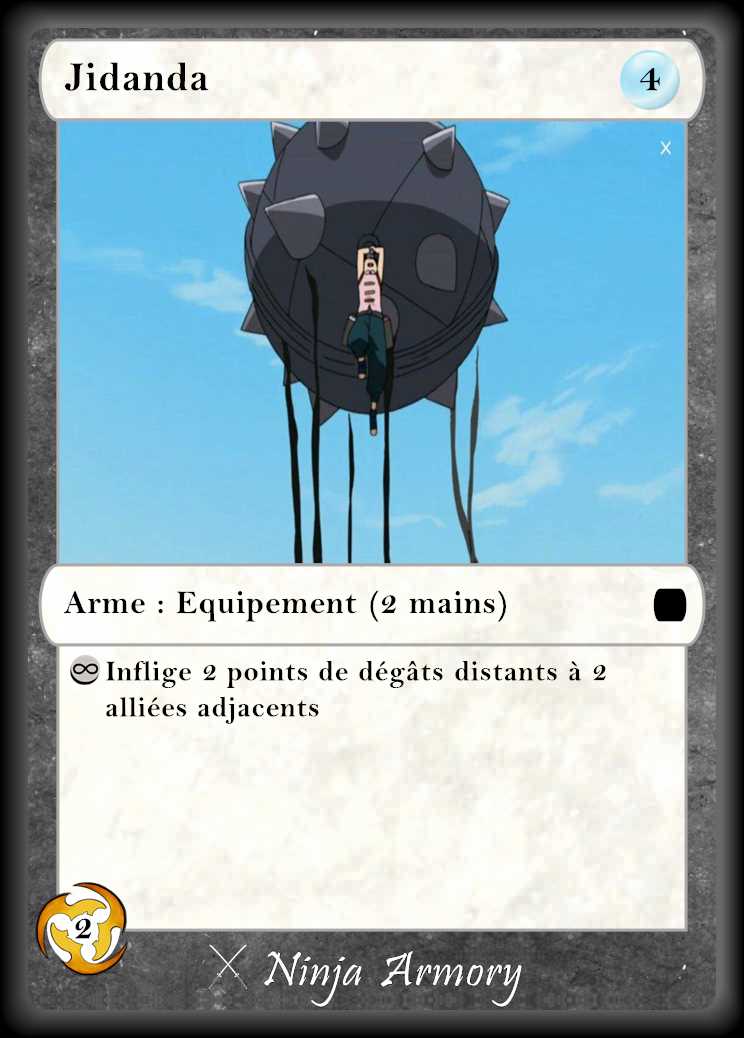 Jidanda
4
X
Arme : Equipement (2 mains)
∞ Inflige 2 points de dégâts distants à 2
alliées adjacents
2
Ninja Armory